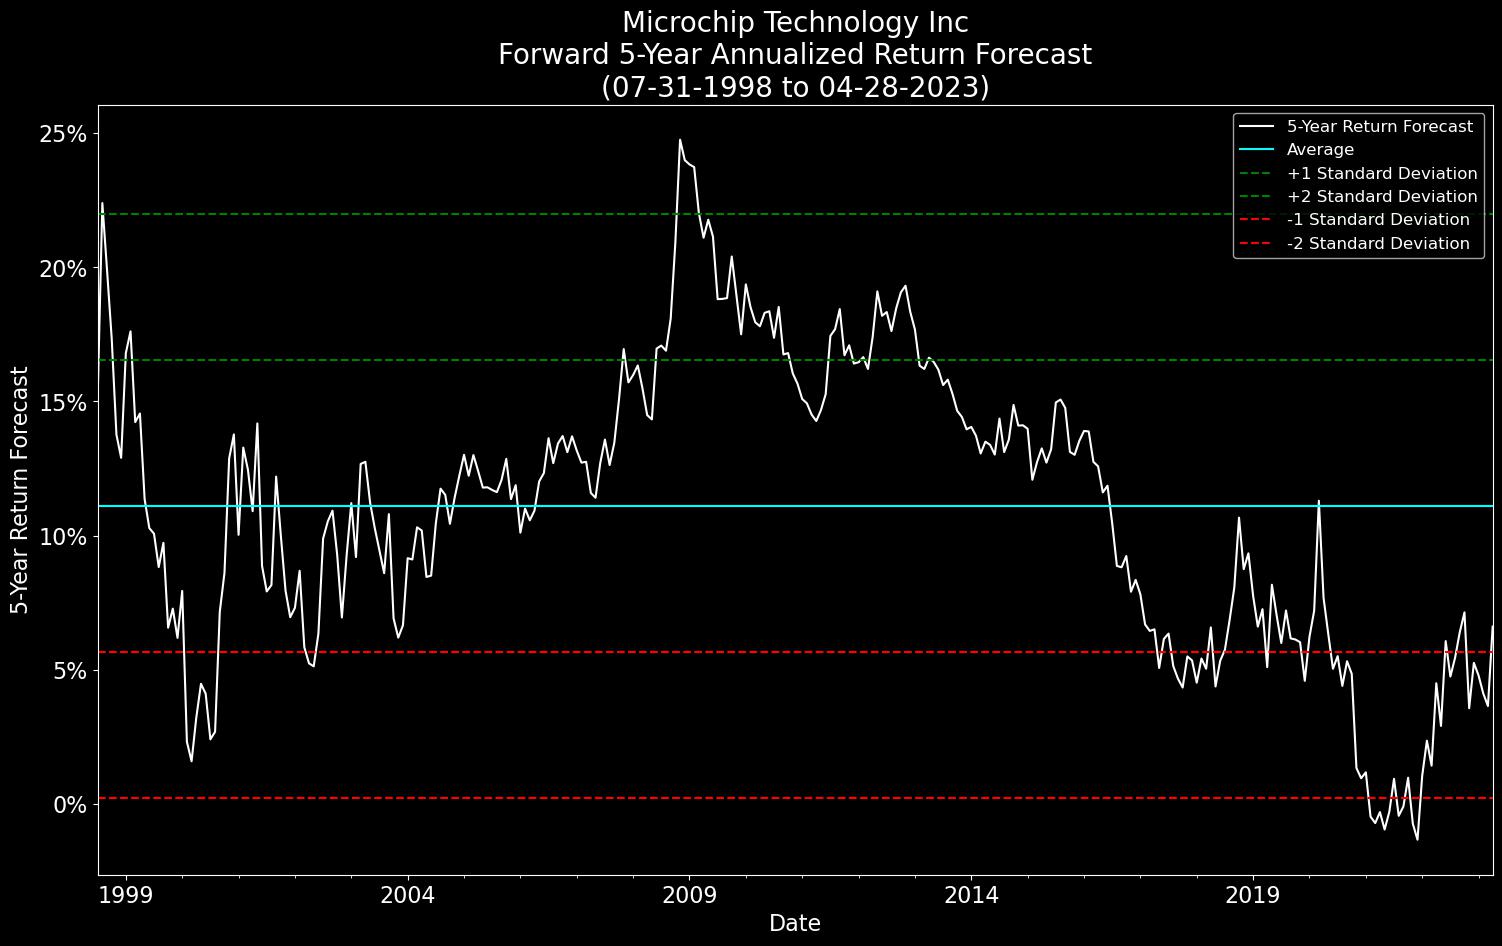 Microchip Technology Inc
Forward 5-Year Annualized Return Forecast
(07-31-1998 to 04-28-2023)
5-Year Return Forecast
25%
20%
15%
10%
5%
0%
5-Year Return Forecast
Average
+1 Standard Deviation
+2 Standard Deviation
-1 Standard Deviation
-2 Standard Deviation
1999 2004 2009 2014 2019
Date